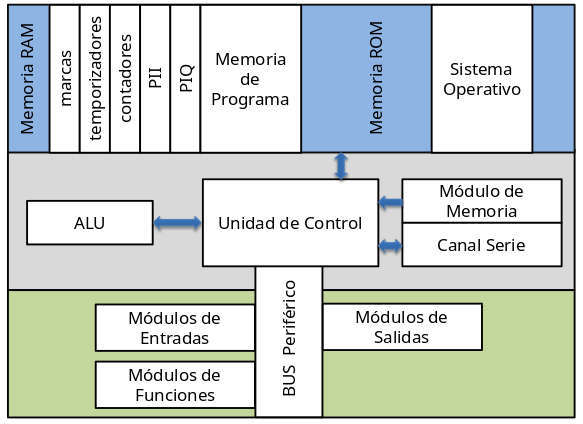 Memoria RAM
marcas
temporizadores
contadores
PII
PIQ
Memoria
de
Programa
Memoria ROM
Sistema
Operativo
ALU
Unidad de Control
Módulo de
Memoria
Canal Serie
Módulos de
Entradas
Módulos de
Funciones
BUS Periférico
Módulos de
Salidas